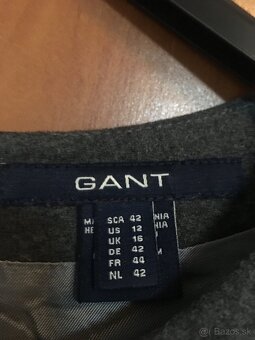 GANT
SCA 42
US 12
UK 16
DE 42
FR 44
NL 42
Bazos.sk